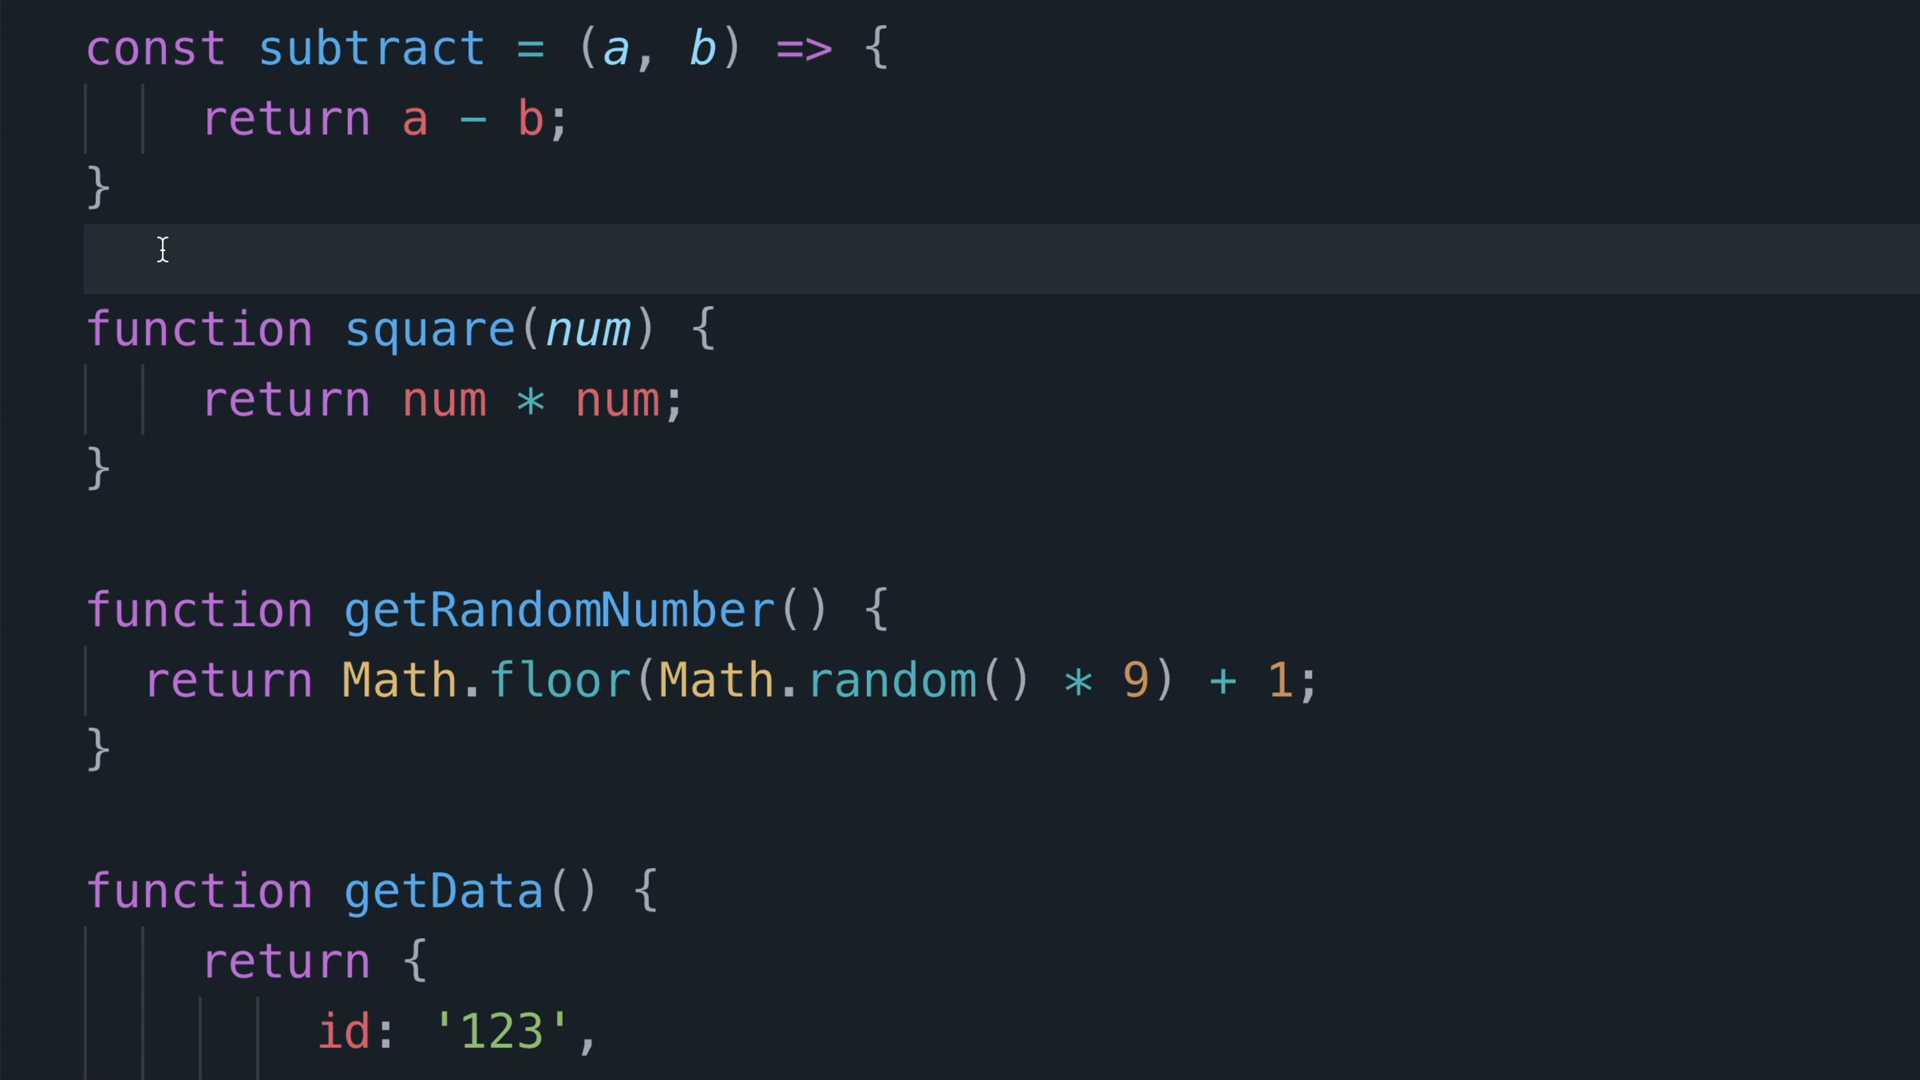 const subtract = (a, b) => {
    return a - b;
}

function square(num) {
    return num * num;
}

function getRandomNumber() {
  return Math.floor(Math.random() * 9) + 1;
}

function getData() {
    return {
        id: '123',